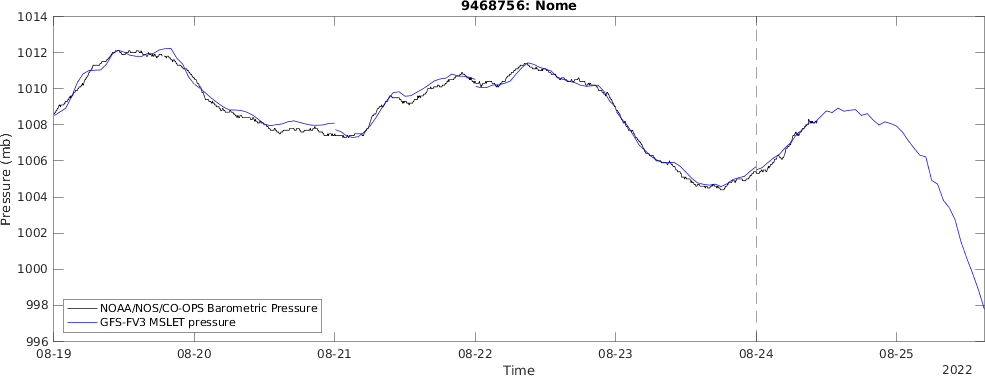 9468756: Nome
1014
1012
1010
1008
1006
1004
1002
1000
998
996
Pressure (mb)
NOAA/NOS/CO-OPS Barometric Pressure
GFS-FV3 MSLET pressure
08-19 08-20 08-21 08-22 08-23 08-24 08-25
Time
2022